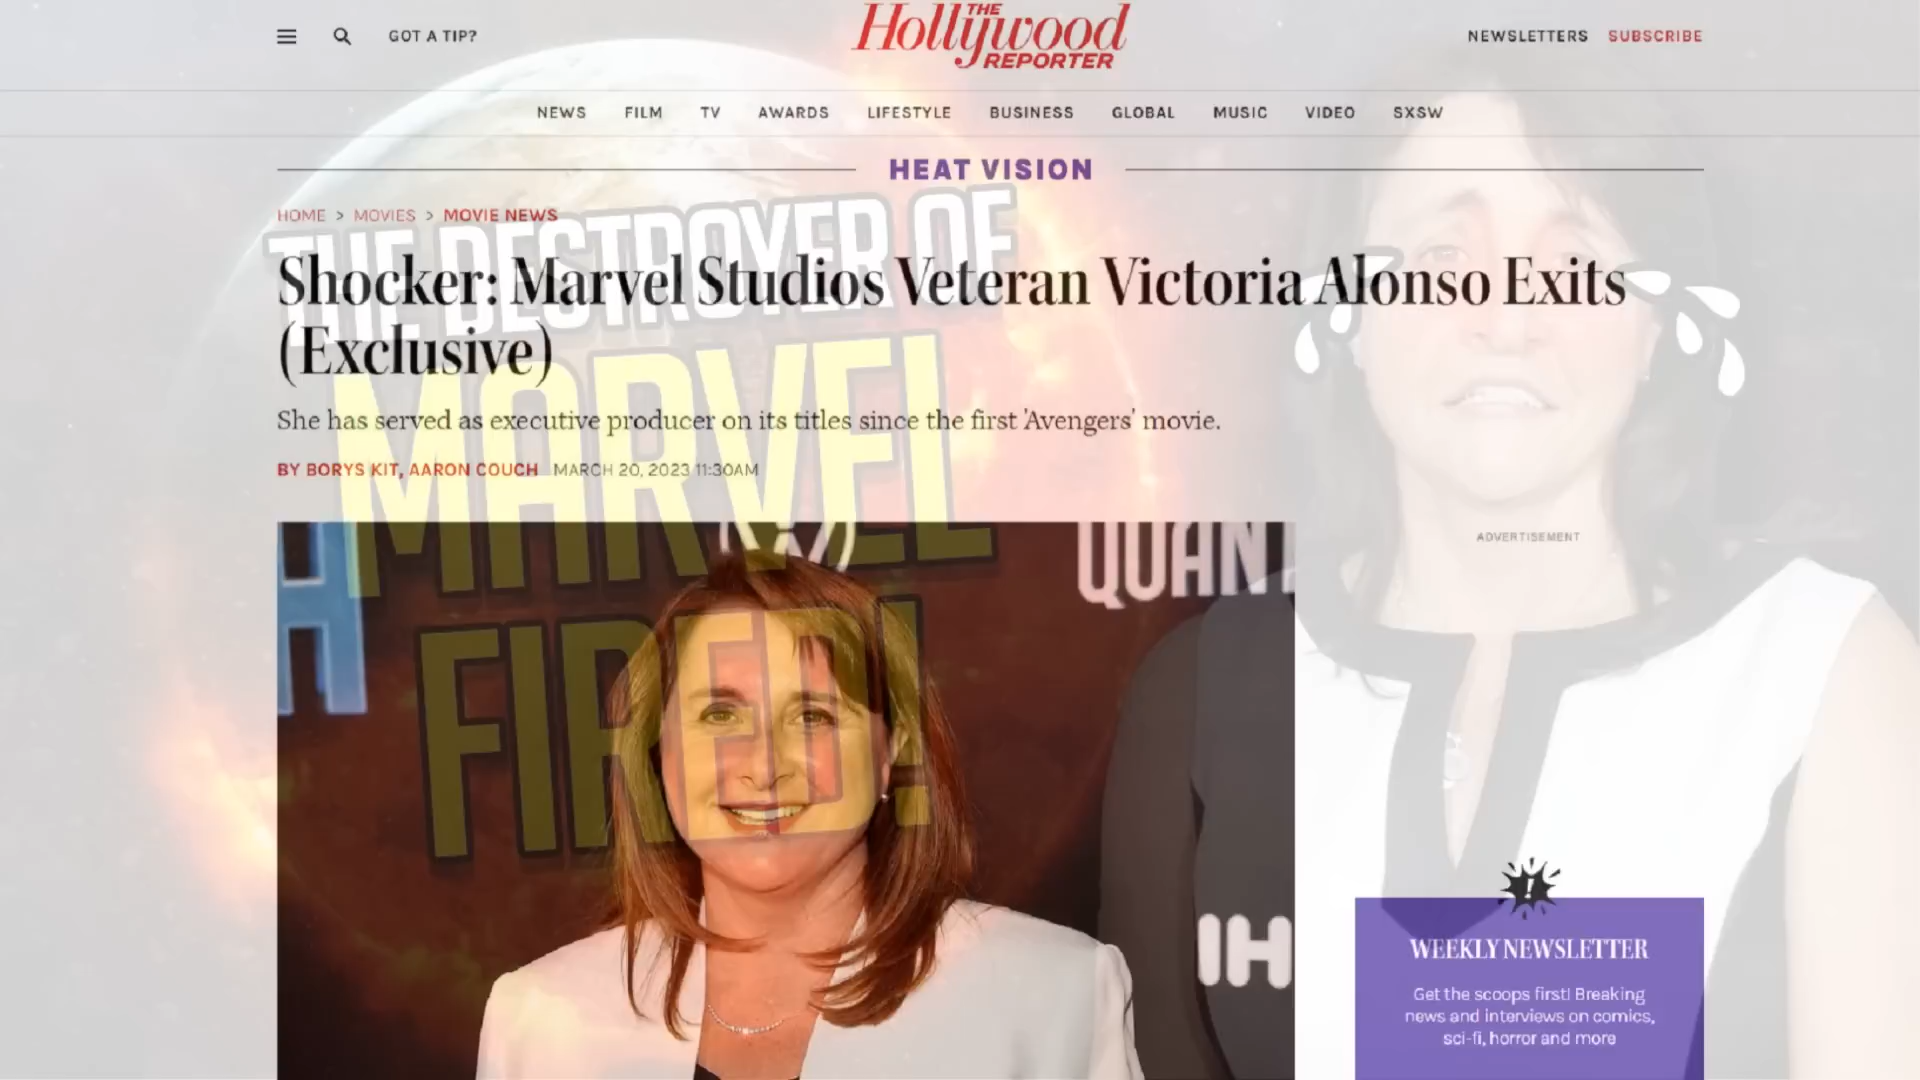 GOT A TIP?
THE
Hollywood
REPORTER
NEWSLETTERS SUBSCRIBE
NEWS FILM TV AWARDS LIFESTYLE BUSINESS GLOBAL MUSIC VIDEO SXSW
HEAT VISION
HOME > MOVIES > MOVIE NEWS
THE DESTROYER OF
MARVEL
FIRED!
Shocker: Marvel Studios Veteran Victoria Alonso Exits
(Exclusive)
She has served as executive producer on its titles since the first 'Avengers' movie.
BY BORYS KIT, AARON COUCH MARCH 20, 2023 11:30AM
QUANT
IH
ADVERTISEMENT
!
WEEKLY NEWSLETTER
Get the scoops first! Breaking
news and interviews on comics,
sci-fi, horror and more